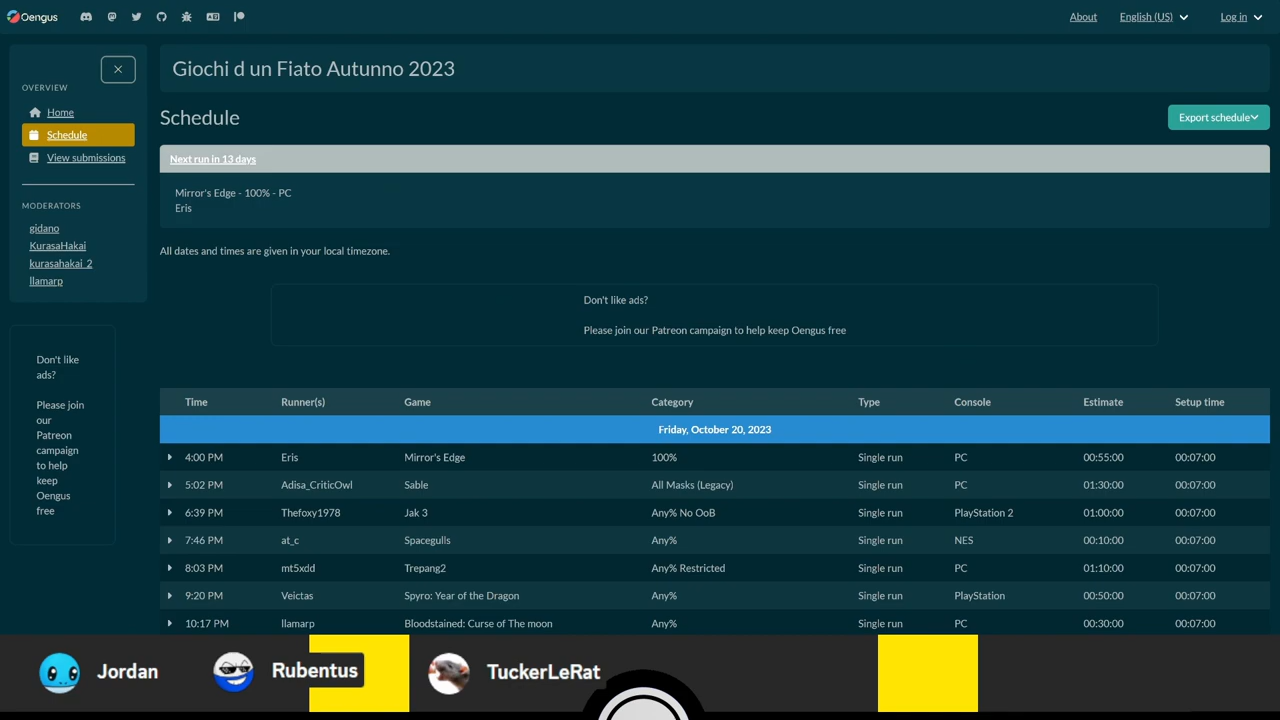 Oengus
About
English (US)
Log in
OVERVIEW
Home
Schedule
View submissions
MODERATORS
gidano
KurasaHakai
kurasahakai_2
llamarp
Don't like
ads?
Please join
our
Patreon
campaign
to help
keep
Oengus
free
Giochi d un Fiato Autunno 2023
Schedule
Export schedule
Next run in 13 days
Mirror's Edge - 100% - PC
Eris
All dates and times are given in your local timezone.
Don't like ads?
Please join our Patreon campaign to help keep Oengus free
Time Runner(s) Game Category Type Console Estimate Setup time
Friday, October 20, 2023
4:00 PM Eris Mirror's Edge 100% Single run PC 00:55:00 00:07:00
5:02 PM Adisa_CriticOwl Sable All Masks (Legacy) Single run PC 01:30:00 00:07:00
6:39 PM Thefoxy1978 Jak 3 Any% No OoB Single run PlayStation 2 01:00:00 00:07:00
7:46 PM at_c Spacegulls Any% Single run NES 00:10:00 00:07:00
8:03 PM mt5xdd Trepang2 Any% Restricted Single run PC 01:10:00 00:07:00
9:20 PM Veictas Spyro: Year of the Dragon Any% Single run PlayStation 00:50:00 00:07:00
10:17 PM llamarp Bloodstained: Curse of The moon Any% Single run PC 00:30:00 00:07:00
Jordan
Rubentus
TuckerLeRat